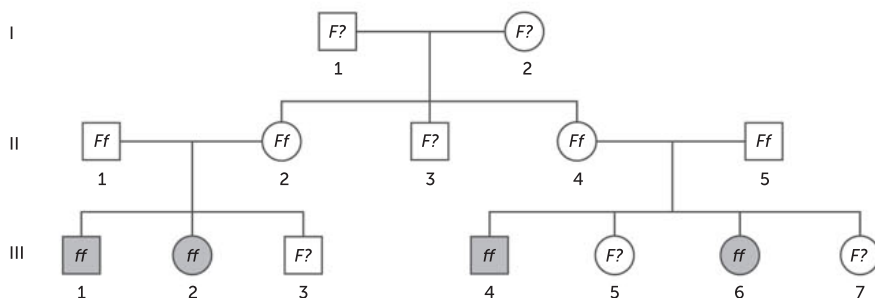 I
F? F?
1 2
II
Ff Ff F? Ff Ff
1 2 3 4 5
III
ff ff F? ff F? ff F?
1 2 3 4 5 6 7